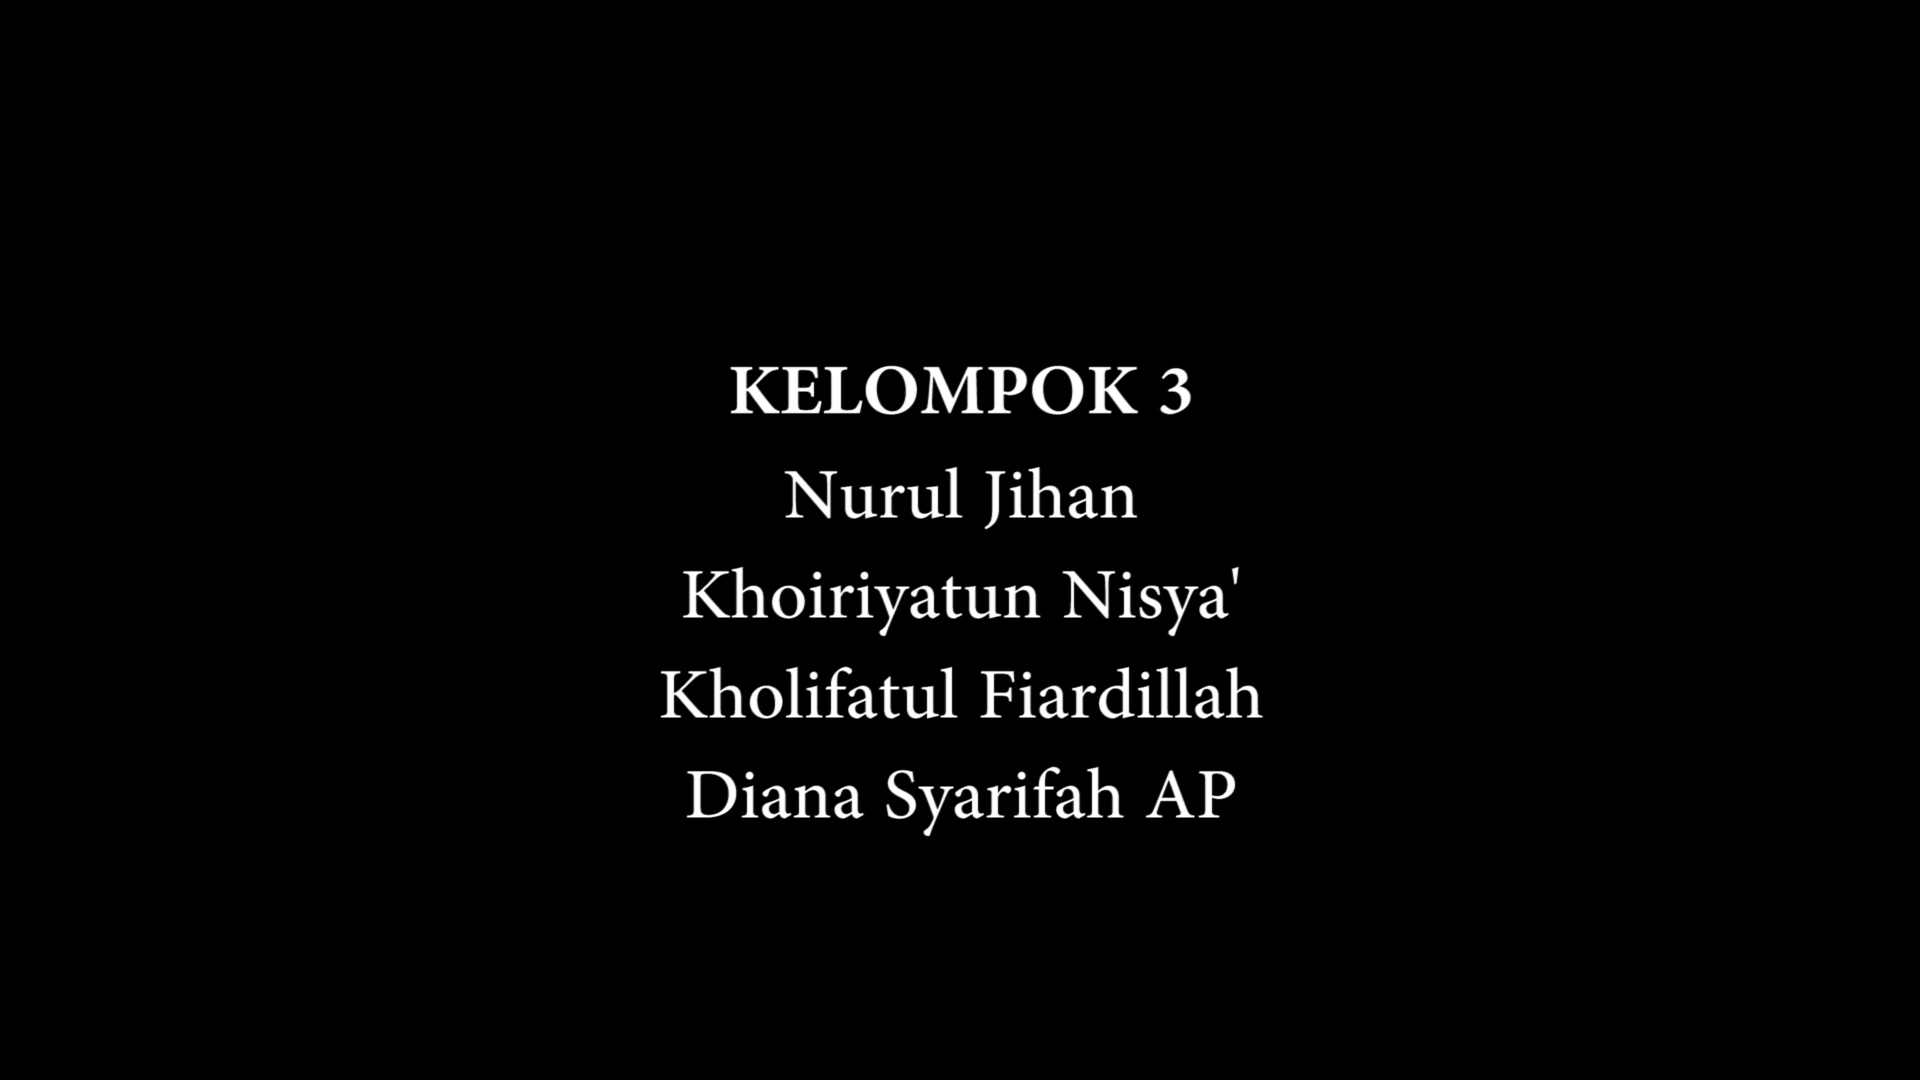 KELOMPOK 3
Nurul Jihan
Khoiriyatun Nisya'
Kholifatul Fiardillah
Diana Syarifah AP